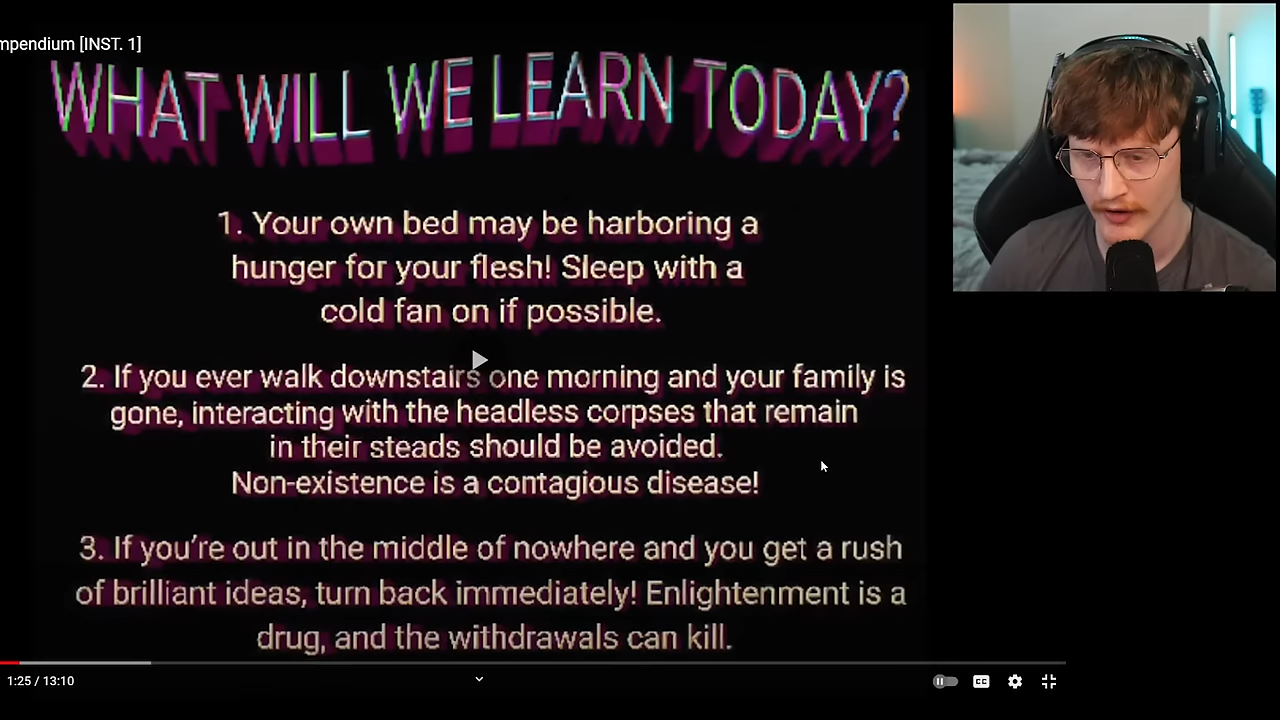 mpendium [INST. 1]
WHAT WILL WE LEARN TODAY?
1. Your own bed may be harboring a
hunger for your flesh! Sleep with a
cold fan on if possible.
2. If you ever walk downstairs one morning and your family is
gone, interacting with the headless corpses that remain
in their steads should be avoided.
Non-existence is a contagious disease!
3. If you're out in the middle of nowhere and you get a rush
of brilliant ideas, turn back immediately! Enlightenment is a
drug, and the withdrawals can kill.
1:25 / 13:10
CC